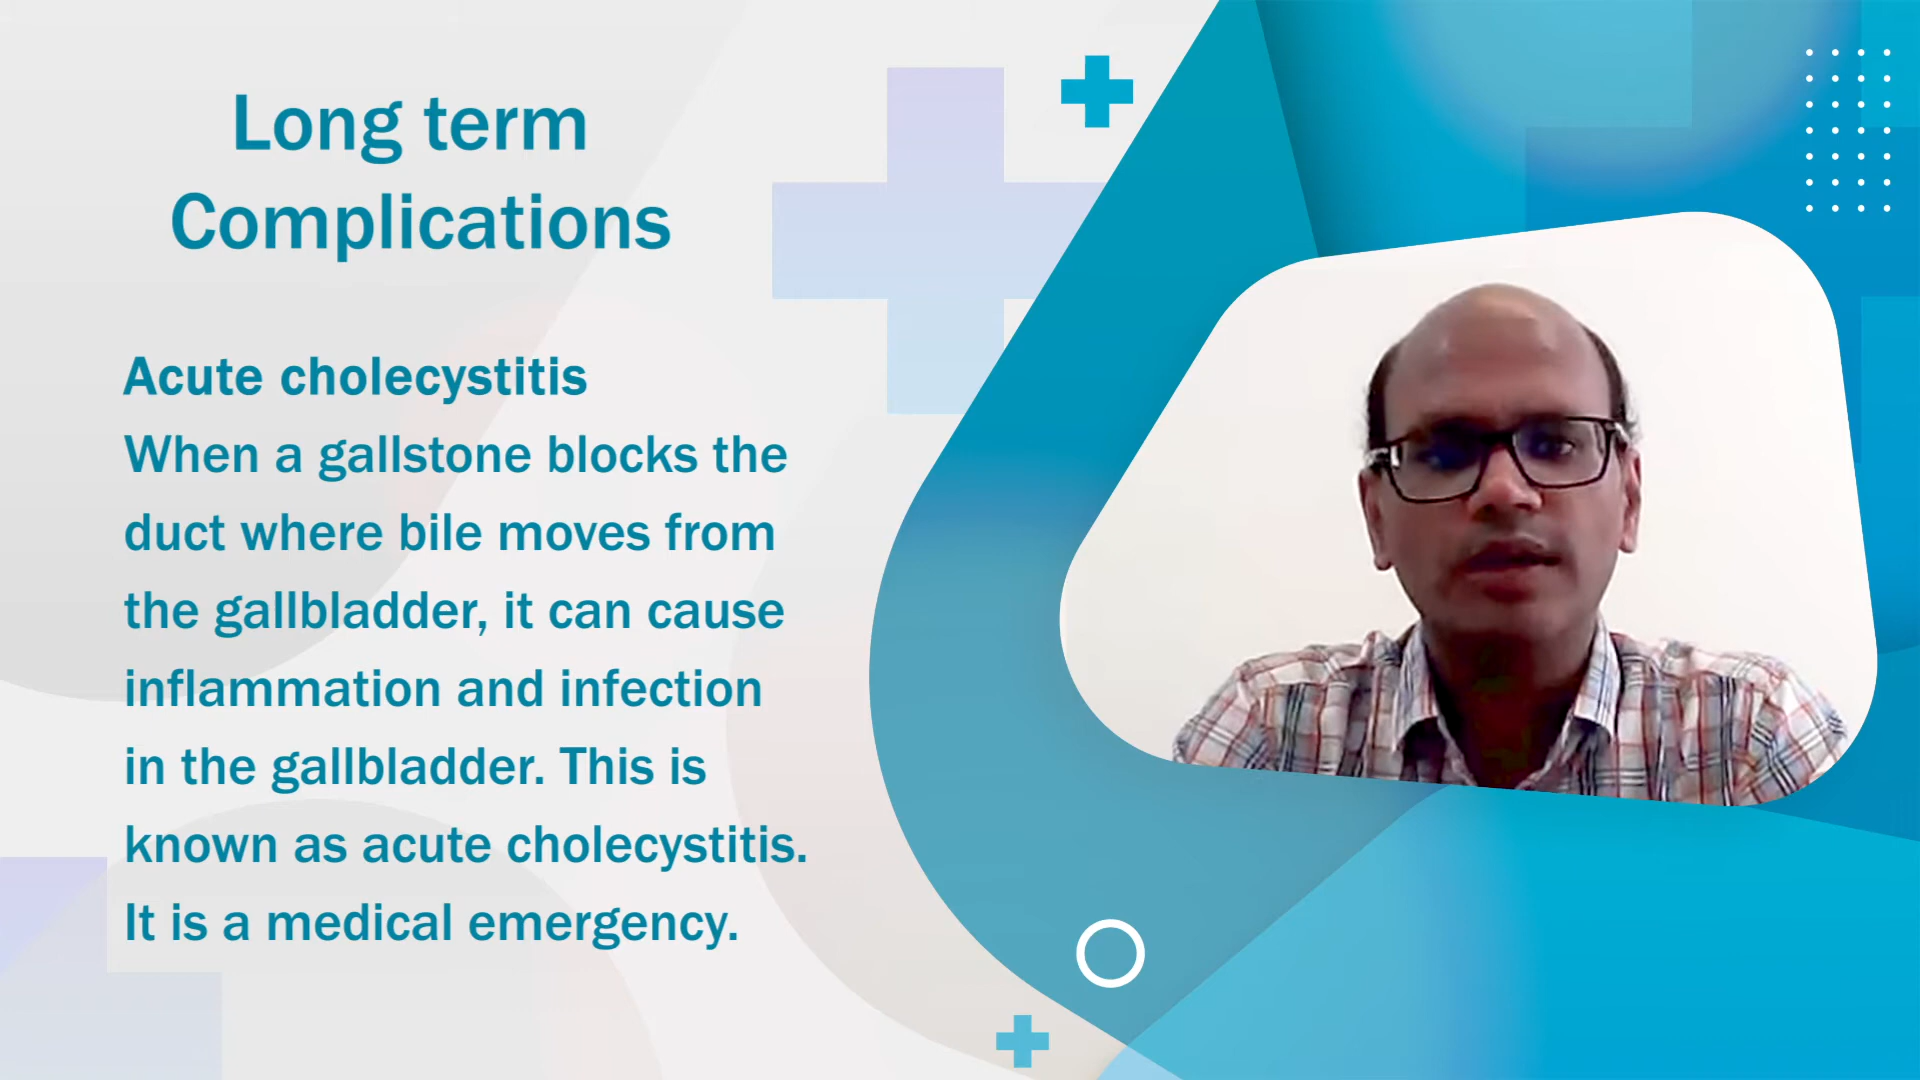 Long term
Complications
Acute cholecystitis
When a gallstone blocks the
duct where bile moves from
the gallbladder, it can cause
inflammation and infection
in the gallbladder. This is
known as acute cholecystitis.
It is a medical emergency.